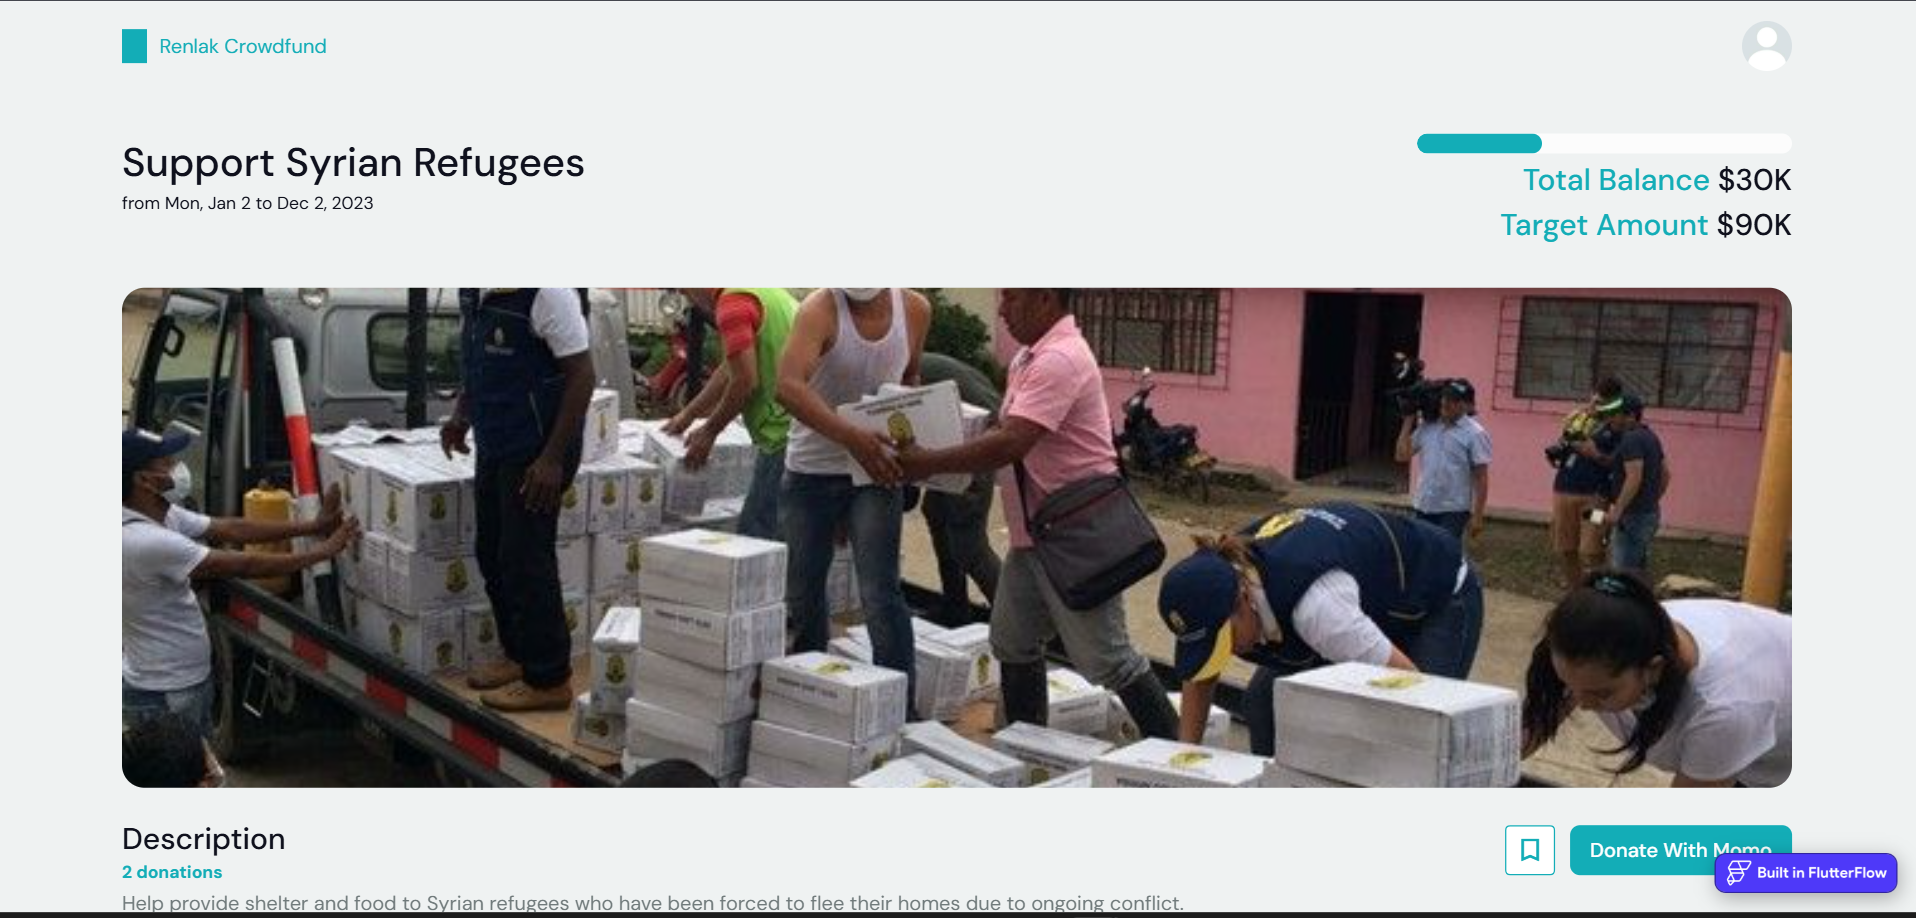 Renlak Crowdfund
Support Syrian Refugees
from Mon, Jan 2 to Dec 2, 2023
Total Balance $30K
Target Amount $90K
Description
2 donations
Donate With Momo
Built in FlutterFlow
Help provide shelter and food to Syrian refugees who have been forced to flee their homes due to ongoing conflict.